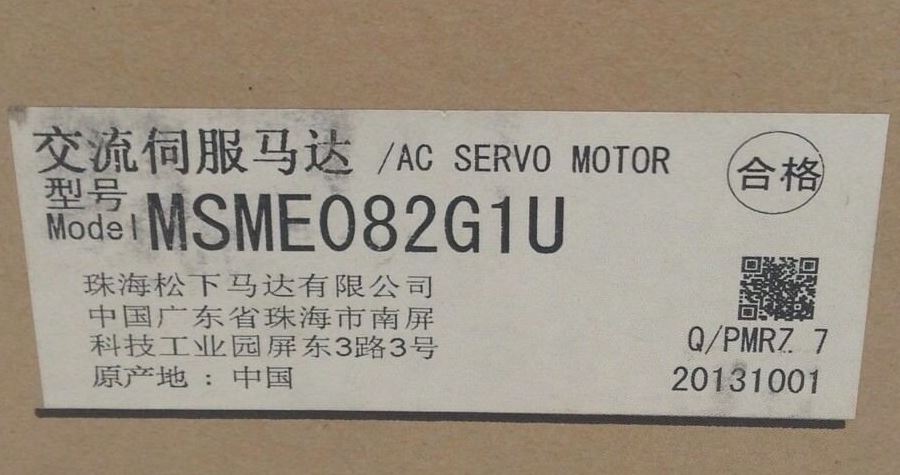 交流伺服马达 /AC SERVO MOTOR
合格
型号
Model MSME082G1U
珠海松下马达有限公司
中国广东省珠海市南屏
科技工业园屏东3路3号
原产地：中国
Q/PMR7. 7
20131001